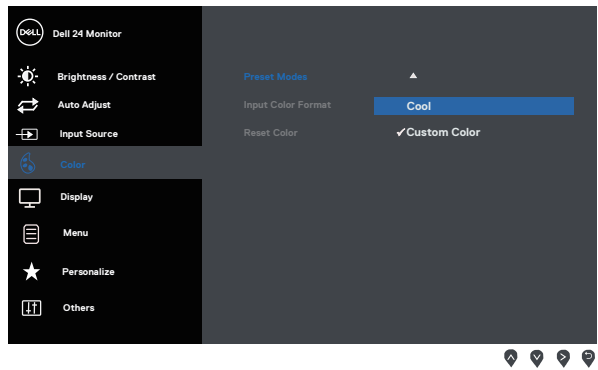 DELL
Dell 24 Monitor
Brightness / Contrast
Auto Adjust
Input Source
Color
Display
Menu
Personalize
Others
Preset Modes
Input Color Format
Reset Color
Cool
✓Custom Color